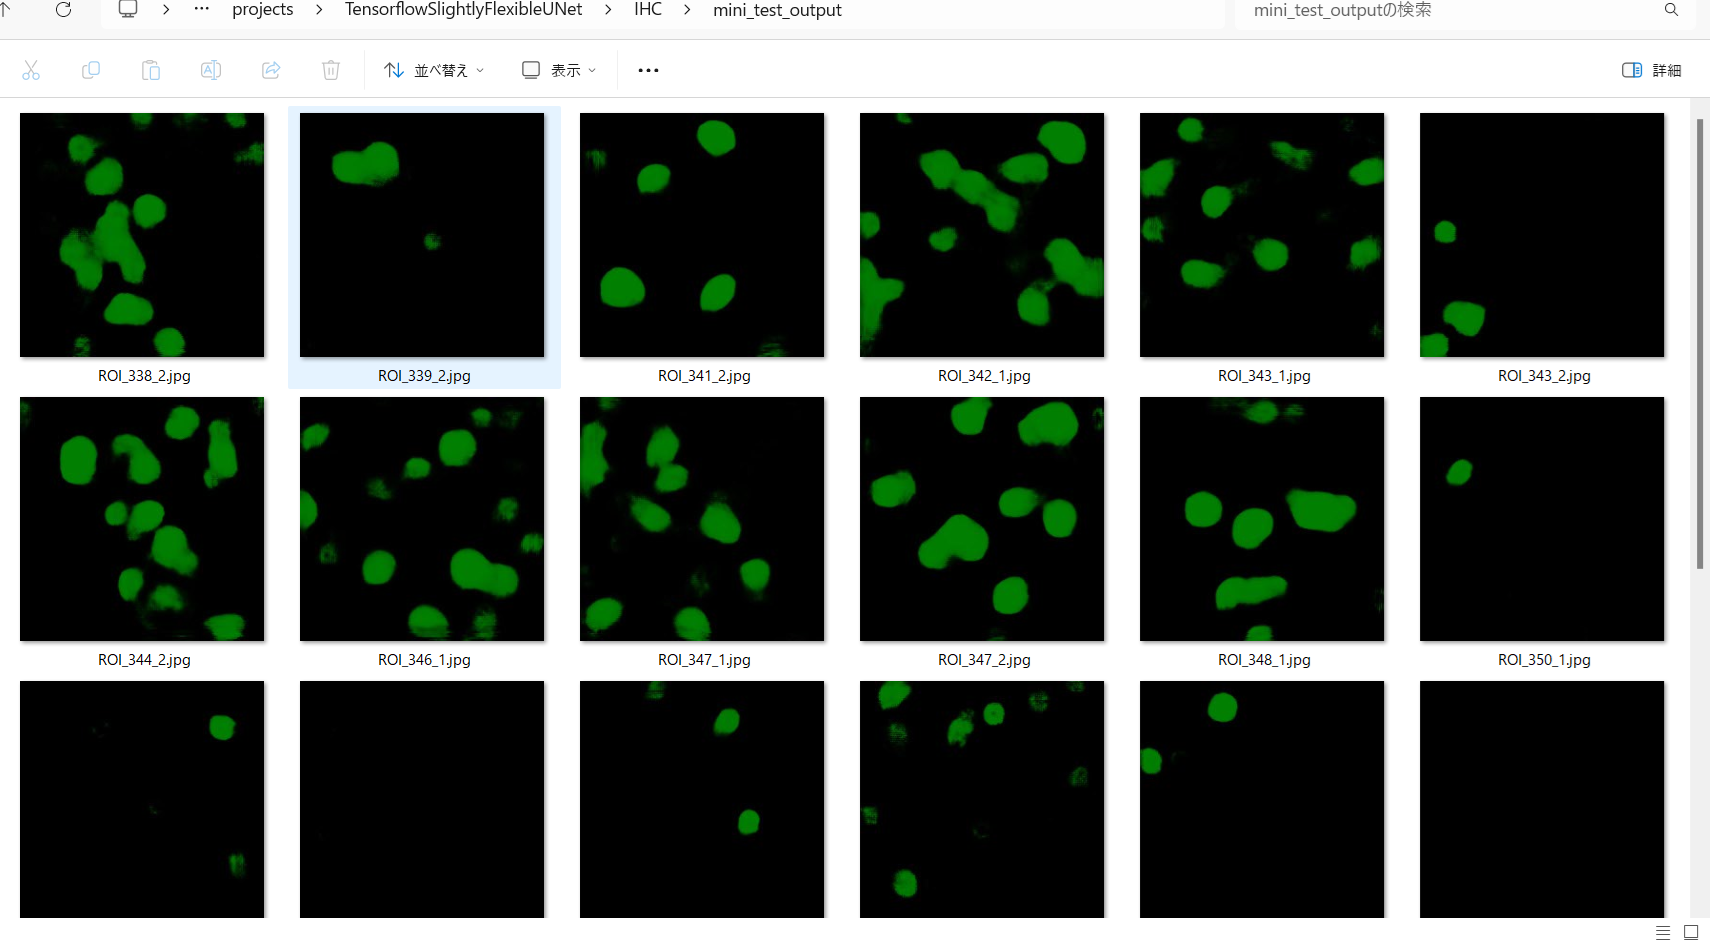 projects > TensorflowSlightlyFlexibleUNet > IHC > mini_test_output
mini_test_outputの検索
並べ替え 表示 詳細
ROI_338_2.jpg ROI_339_2.jpg ROI_341_2.jpg ROI_342_1.jpg ROI_343_1.jpg ROI_343_2.jpg
ROI_344_2.jpg ROI_346_1.jpg ROI_347_1.jpg ROI_347_2.jpg ROI_348_1.jpg ROI_350_1.jpg